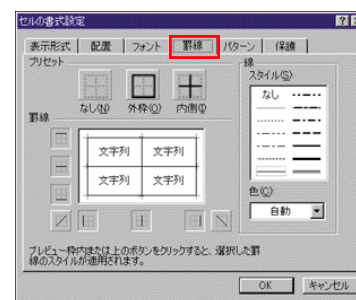 セルの書式設定
表示形式 配置 フォント 罫線 パターン 保護
プリセット
なし(N) 外枠(O) 内側(I)
罫線
文字列 文字列
文字列 文字列
線
スタイル(S):
なし
色(C):
自動
プレビュー枠内または上のボタンをクリックすると、選択した罫
線のスタイルが適用されます。
OK キャンセル